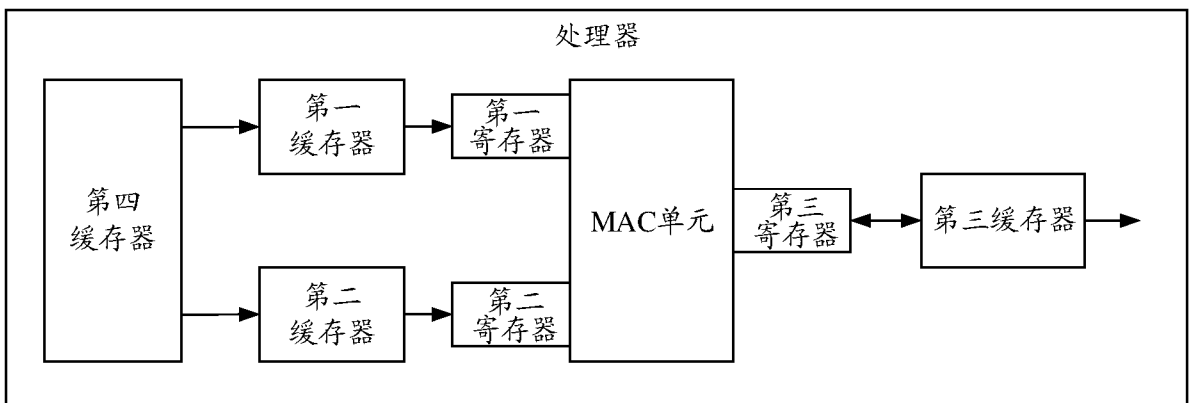 处理器
第四
缓存器
第一
缓存器
第一
寄存器
第二
缓存器
第二
寄存器
MAC单元
第三
寄存器
第三缓存器